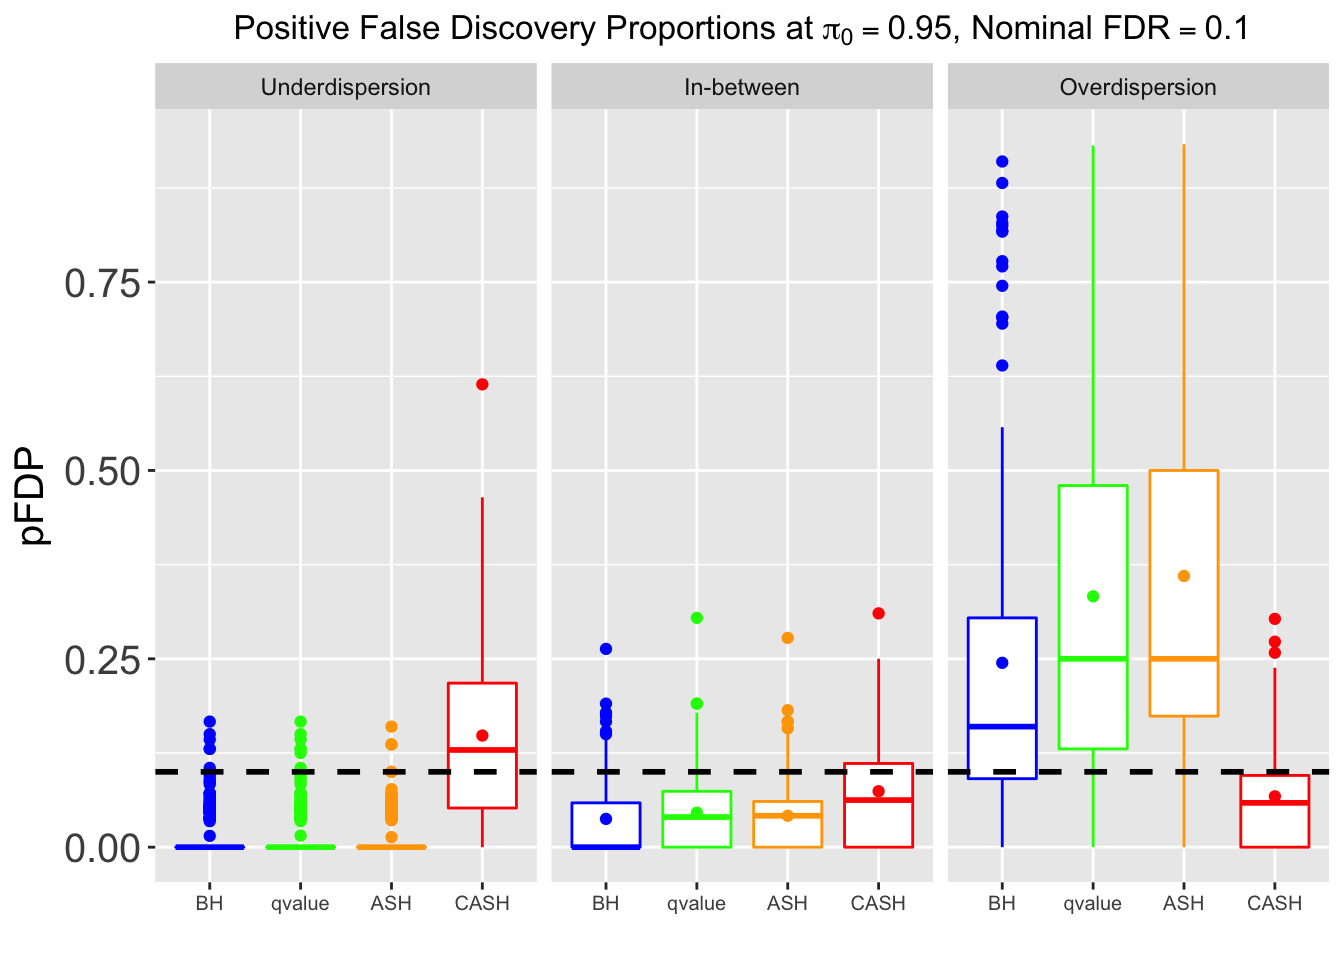 Positive False Discovery Proportions at π₀ = 0.95, Nominal FDR = 0.1
Underdispersion In-between Overdispersion
pFDP
0.75
0.50
0.25
0.00
BH qvalue ASH CASH BH qvalue ASH CASH BH qvalue ASH CASH